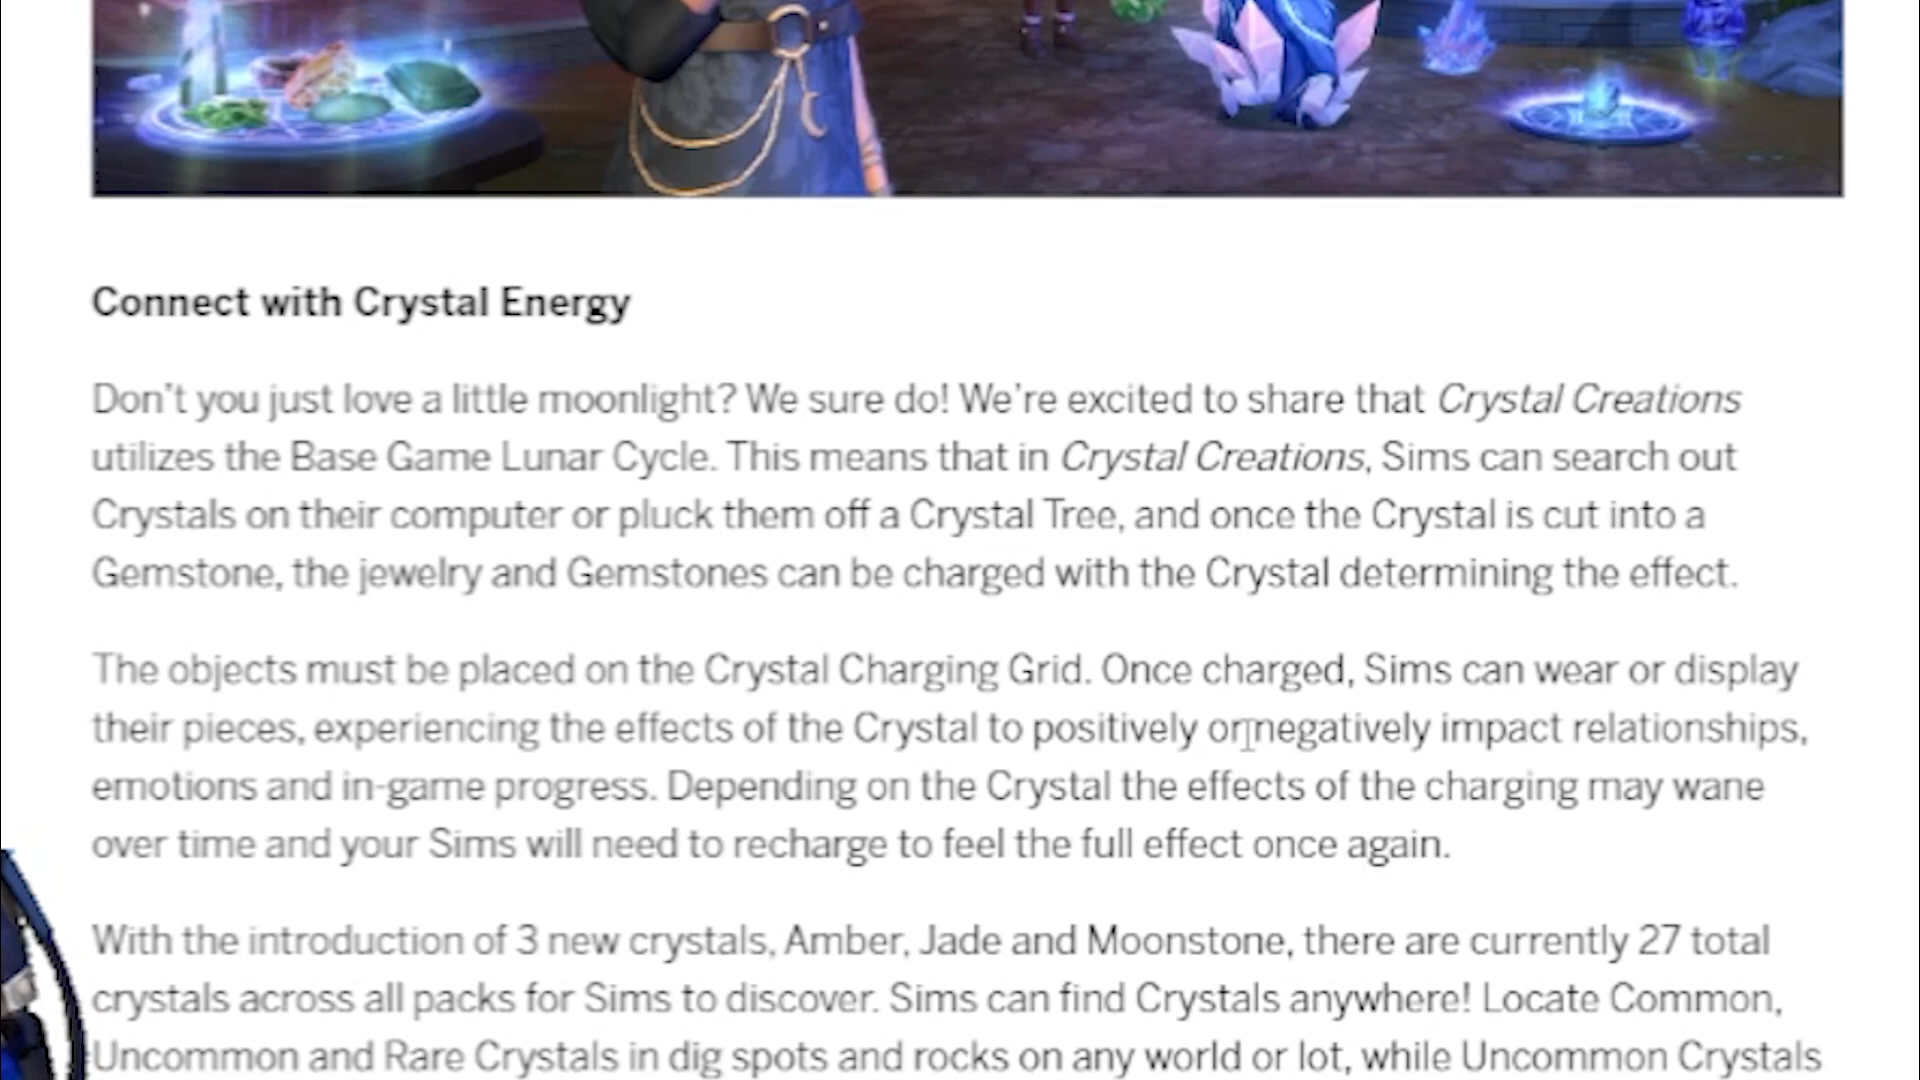 Connect with Crystal Energy
Don't you just love a little moonlight? We sure do! We're excited to share that Crystal Creations
utilizes the Base Game Lunar Cycle. This means that in Crystal Creations, Sims can search out
Crystals on their computer or pluck them off a Crystal Tree, and once the Crystal is cut into a
Gemstone, the jewelry and Gemstones can be charged with the Crystal determining the effect.
The objects must be placed on the Crystal Charging Grid. Once charged, Sims can wear or display
their pieces, experiencing the effects of the Crystal to positively or negatively impact relationships,
emotions and in-game progress. Depending on the Crystal the effects of the charging may wane
over time and your Sims will need to recharge to feel the full effect once again.
With the introduction of 3 new crystals, Amber, Jade and Moonstone, there are currently 27 total
crystals across all packs for Sims to discover. Sims can find Crystals anywhere! Locate Common,
Uncommon and Rare Crystals in dig spots and rocks on any world or lot, while Uncommon Crystals